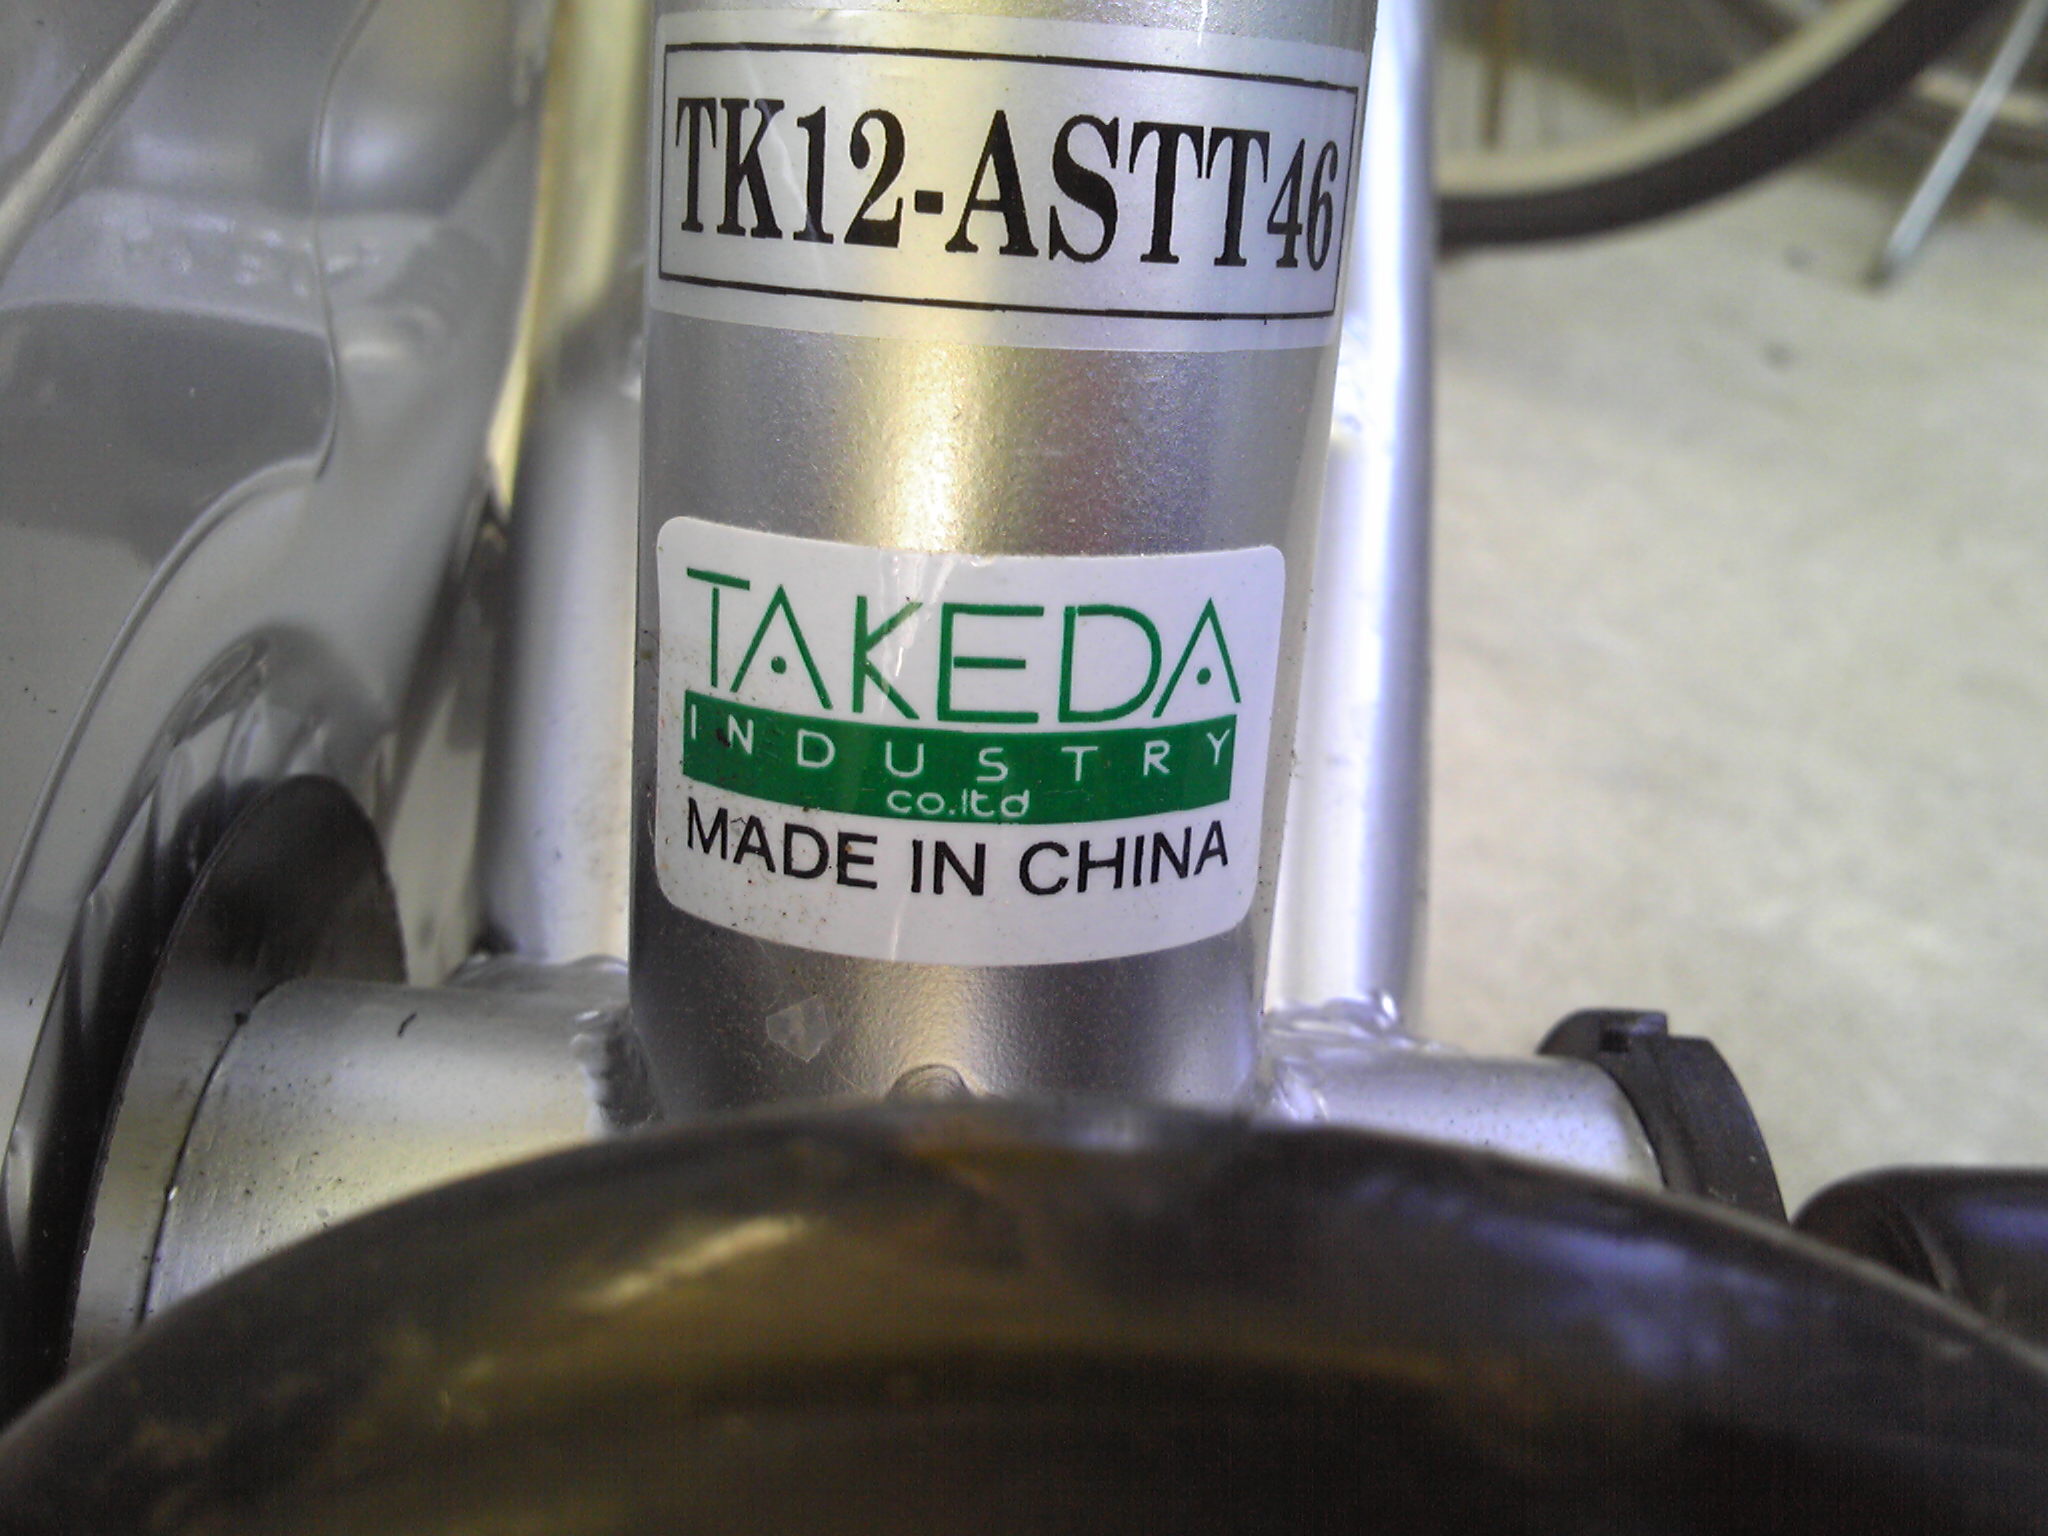 TK12-ASTT46
TAKEDA
INDUSTRY
co.ltd
MADE IN CHINA